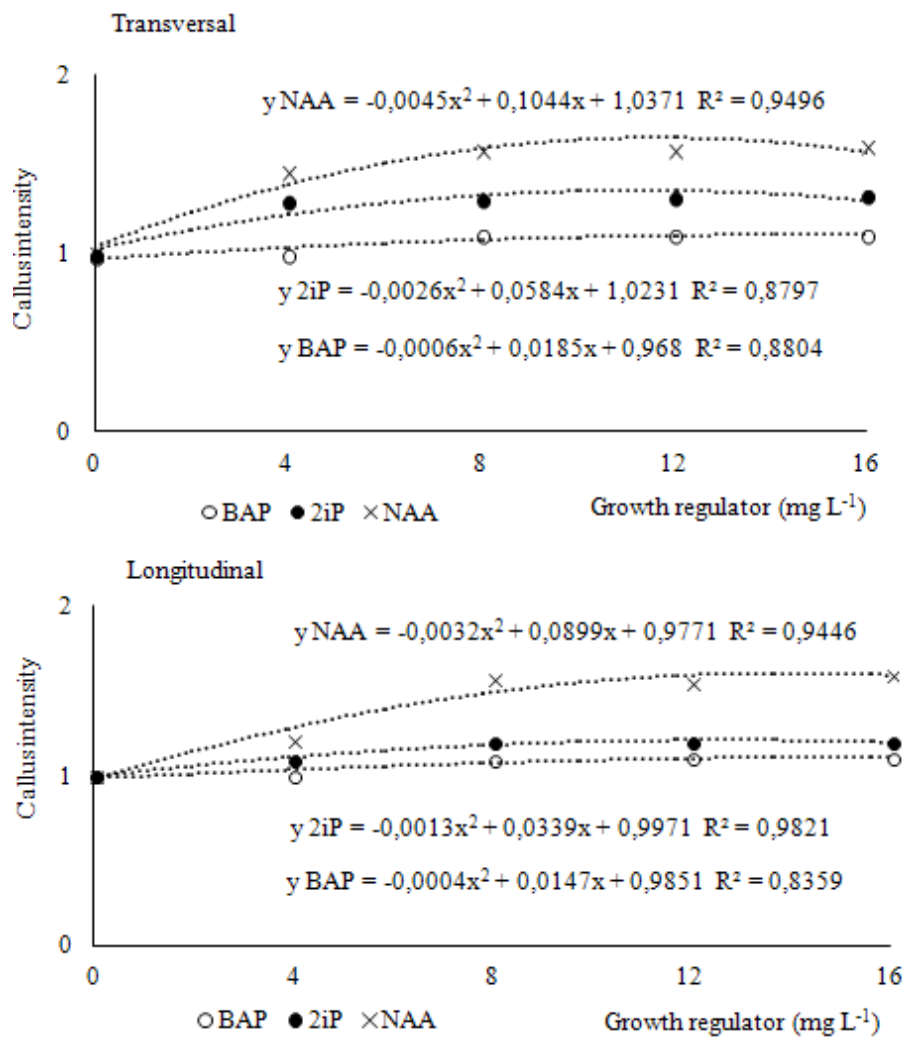 Transversal
2
y NAA = -0,0045x² + 0,1044x + 1,0371 R² = 0,9496
Callusintensity
1
y 2iP = -0,0026x² + 0,0584x + 1,0231 R² = 0,8797
y BAP = -0,0006x² + 0,0185x + 0,968 R² = 0,8804
0
0 4 8 12 16
BAP 2iP NAA Growth regulator (mg L⁻¹)
Longitudinal
2
y NAA = -0,0032x² + 0,0899x + 0,9771 R² = 0,9446
Callusintensity
1
y 2iP = -0,0013x² + 0,0339x + 0,9971 R² = 0,9821
y BAP = -0,0004x² + 0,0147x + 0,9851 R² = 0,8359
0
0 4 8 12 16
BAP 2iP NAA Growth regulator (mg L⁻¹)